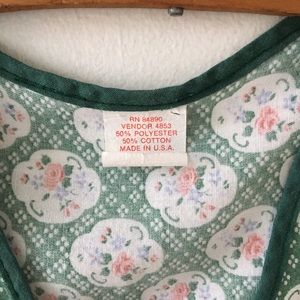 RN 84890
VENDOR 4853
50% POLYESTER
50% COTTON
MADE IN U.S.A.